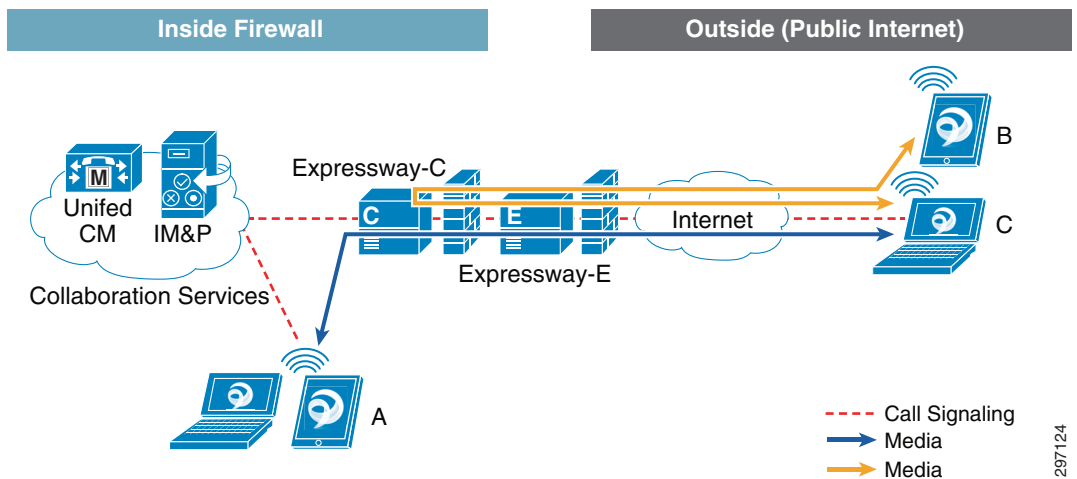 Inside Firewall
Outside (Public Internet)
B
Expressway-C
M
C
E
Unifed
CM
IM&P
Internet
C
Expressway-E
Collaboration Services
A
Call Signaling
Media
Media
297124